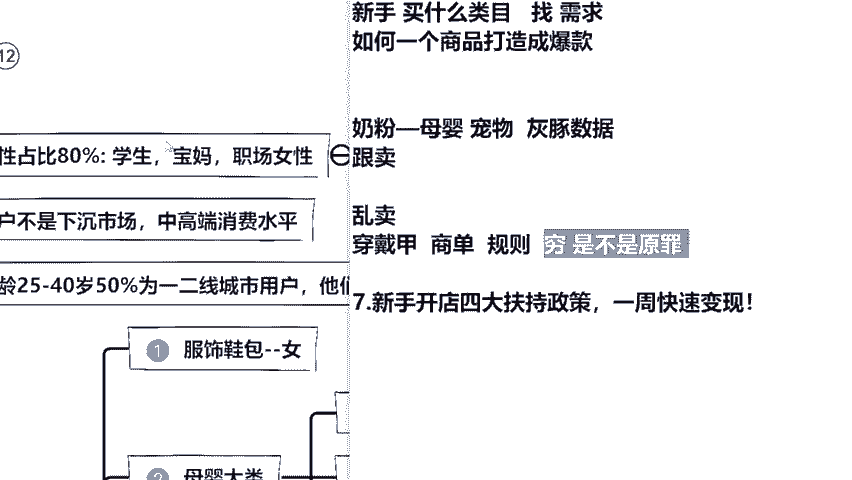 12
性占比80%: 学生，宝妈，职场女性
户不是下沉市场，中高端消费水平
龄25-40岁50%为一二线城市用户，他们
1 服饰鞋包--女
2 母婴大类
新手 买什么类目 找 需求
如何一个商品打造成爆款
奶粉—母婴 宠物 灰豚数据
跟卖
乱卖
穿戴甲 商单 规则 穷 是不是原罪
7.新手开店四大扶持政策，一周快速变现！